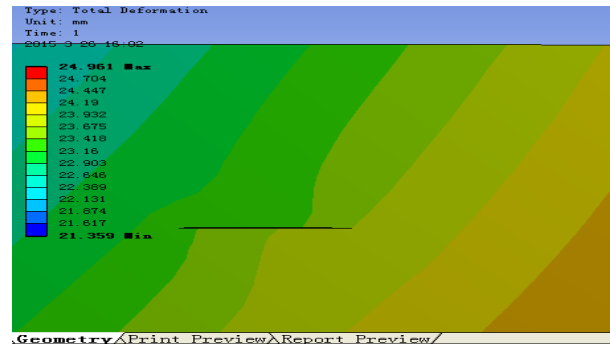 Type: Total Deformation
Unit: mm
Time: 1
2015-3-26 16:02
24.961 Max
24.704
24.447
24.19
23.932
23.675
23.418
23.16
22.903
22.646
22.389
22.131
21.874
21.617
21.359 Min
Geometry Print Preview Report Preview